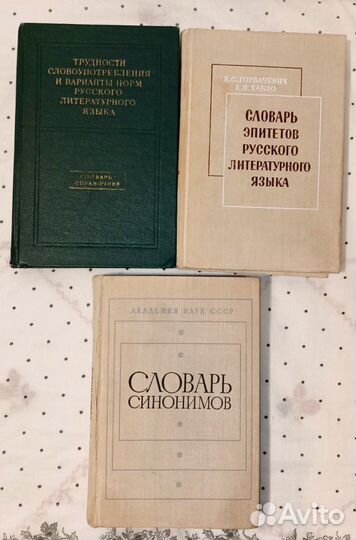 ТРУДНОСТИ
СЛОВОУПОТРЕБЛЕНИЯ
И ВАРИАНТЫ НОРМ
РУССКОГО
ЛИТЕРАТУРНОГО
ЯЗЫКА
СЛОВАРЬ-
СПРАВОЧНИК
К.С. ГОРБАЧЕВИЧ
Е.П. ХАБЛО
СЛОВАРЬ
ЭПИТЕТОВ
РУССКОГО
ЛИТЕРАТУРНОГО
ЯЗЫКА
АКАДЕМИЯ НАУК СССР
СЛОВАРЬ
СИНОНИМОВ
Avito